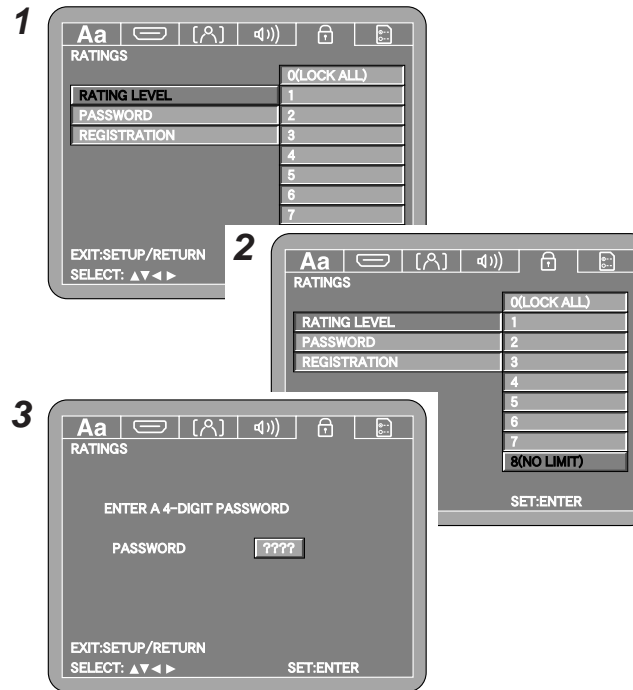 1
Aa
RATINGS
0(LOCK ALL)
RATING LEVEL 1
PASSWORD 2
REGISTRATION 3
4
5
6
7
EXIT:SETUP/RETURN
SELECT: ▲▼◄ ►
2
Aa
RATINGS
0(LOCK ALL)
RATING LEVEL 1
PASSWORD 2
REGISTRATION 3
4
5
6
7
8(NO LIMIT)
SET:ENTER
3
Aa
RATINGS
ENTER A 4-DIGIT PASSWORD
PASSWORD ????
EXIT:SETUP/RETURN
SELECT: ▲▼◄ ► SET:ENTER